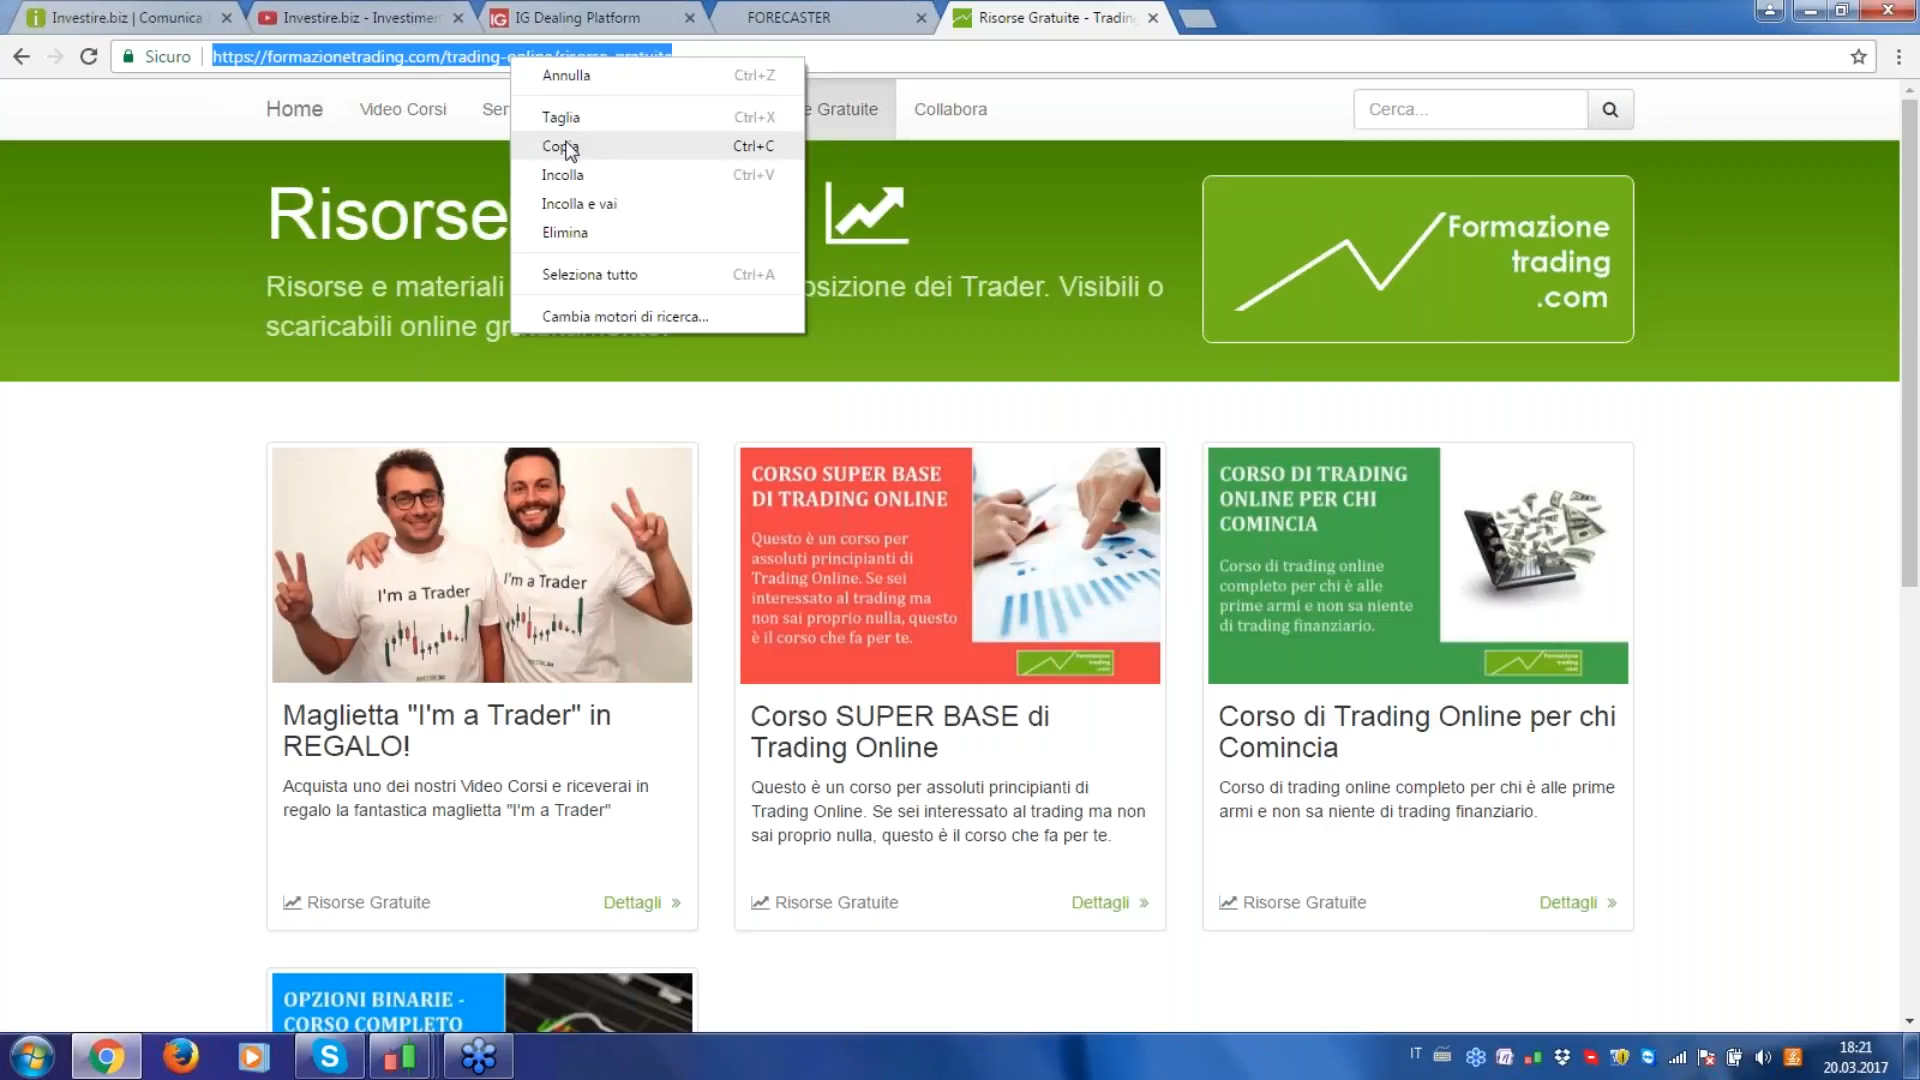 Investire.biz | Comunica
Investire.biz - Investimen
IG Dealing Platform
FORECASTER
Risorse Gratuite - Trading
Sicuro
https://formazionetrading.com/trading-online/risorse-gratuite
Home
Video Corsi
Ser
e Gratuite
Collabora
Cerca...
Annulla Ctrl+Z
Taglia Ctrl+X
Copia Ctrl+C
Incolla Ctrl+V
Incolla e vai
Elimina
Seleziona tutto Ctrl+A
Cambia motori di ricerca...
Risorse
Risorse e materiali
osizione dei Trader. Visibili o
scaricabili online gratuitamente.
Formazione
trading
.com
I'm a Trader
I'm a Trader
Maglietta "I'm a Trader" in
REGALO!
Acquista uno dei nostri Video Corsi e riceverai in
regalo la fantastica maglietta "I'm a Trader"
Risorse Gratuite
Dettagli »
CORSO SUPER BASE
DI TRADING ONLINE
Questo è un corso per
assoluti principianti di
Trading Online. Se sei
interessato al trading ma
non sai proprio nulla, questo
è il corso che fa per te.
Formazione
trading
.com
Corso SUPER BASE di
Trading Online
Questo è un corso per assoluti principianti di
Trading Online. Se sei interessato al trading ma non
sai proprio nulla, questo è il corso che fa per te.
Risorse Gratuite
Dettagli »
CORSO DI TRADING
ONLINE PER CHI
COMINCIA
Corso di trading online
completo per chi è alle
prime armi e non sa niente
di trading finanziario.
Formazione
trading
.com
Corso di Trading Online per chi
Comincia
Corso di trading online completo per chi è alle prime
armi e non sa niente di trading finanziario.
Risorse Gratuite
Dettagli »
OPZIONI BINARIE -
CORSO COMPLETO
IT
18:21
20.03.2017